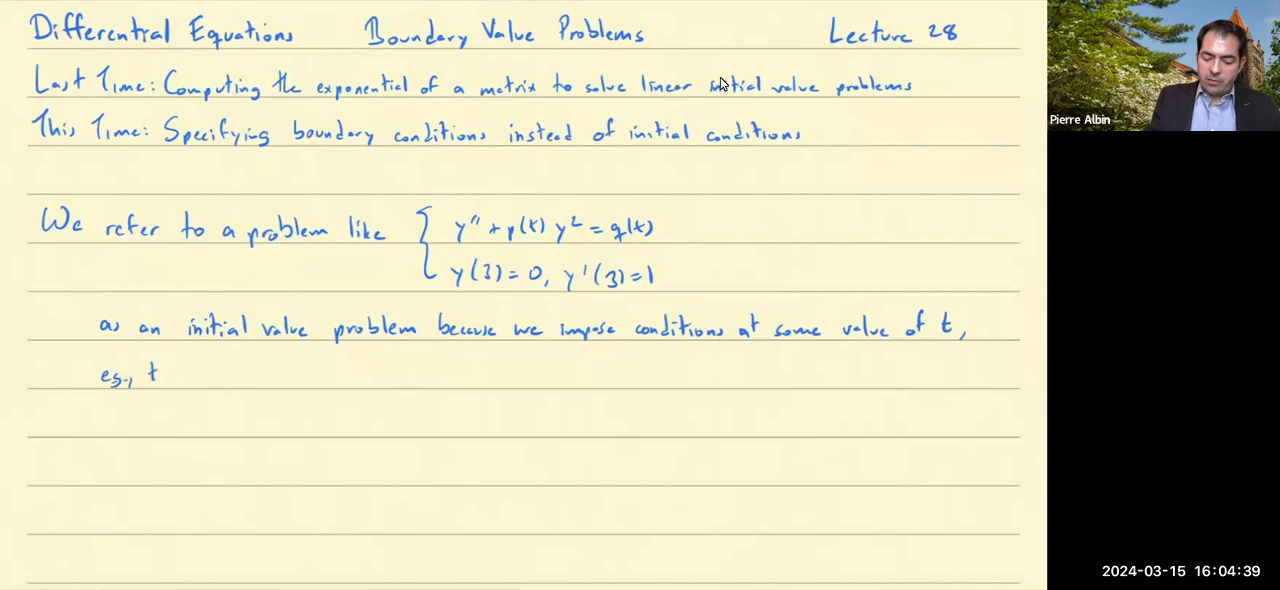 Differential Equations Boundary Value Problems Lecture 28
Last Time: Computing the exponential of a matrix to solve linear initial value problems
This Time: Specifying boundary conditions instead of initial conditions
We refer to a problem like { y'' + p(t) y² = q(t)
y(3) = 0, y'(3) = 1
as an initial value problem because we impose conditions at some value of t,
eg., t
Pierre Albin
2024-03-15 16:04:39